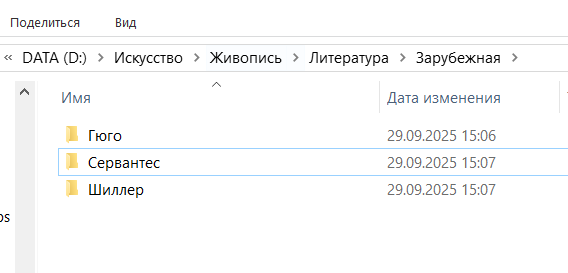 Поделиться Вид
« DATA (D:) > Искусство > Живопись > Литература > Зарубежная >
Имя Дата изменения
Гюго 29.09.2025 15:06
Сервантес 29.09.2025 15:07
Шиллер 29.09.2025 15:07
os